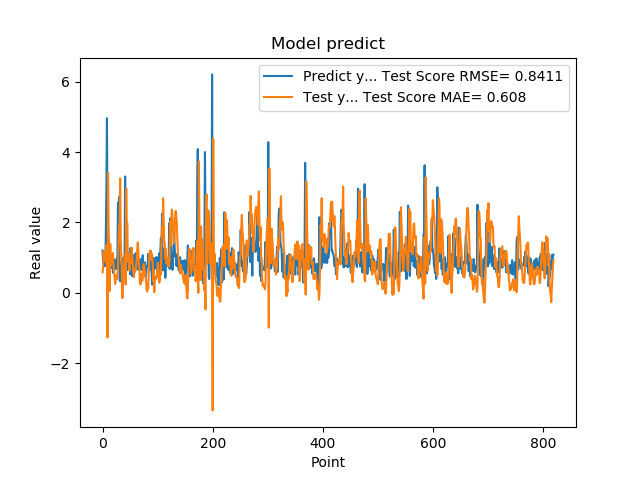 Model predict
Predict y... Test Score RMSE= 0.8411
Test y... Test Score MAE= 0.608
Real value
6
4
2
0
−2
0 200 400 600 800
Point